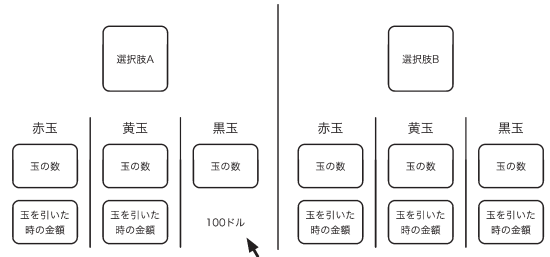 選択肢A
選択肢B
赤玉
黄玉
黒玉
赤玉
黄玉
黒玉
玉の数
玉の数
玉の数
玉の数
玉の数
玉の数
玉を引いた
時の金額
玉を引いた
時の金額
100ドル
玉を引いた
時の金額
玉を引いた
時の金額
玉を引いた
時の金額